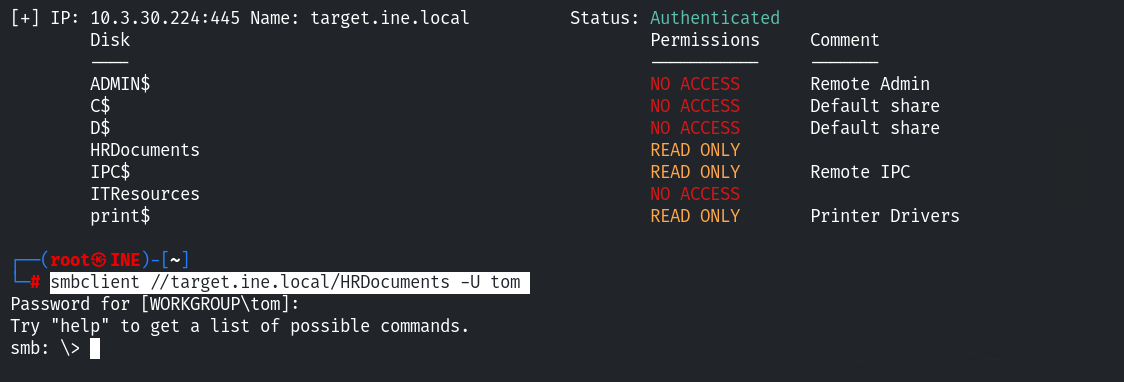 [+] IP: 10.3.30.224:445 Name: target.ine.local Status: Authenticated
Disk Permissions Comment
---- ----------- -------
ADMIN$ NO ACCESS Remote Admin
C$ NO ACCESS Default share
D$ NO ACCESS Default share
HRDocuments READ ONLY
IPC$ READ ONLY Remote IPC
ITResources NO ACCESS
print$ READ ONLY Printer Drivers
┌──(root㉿INE)-[~]
└─# smbclient //target.ine.local/HRDocuments -U tom
Password for [WORKGROUP\tom]:
Try "help" to get a list of possible commands.
smb: \>